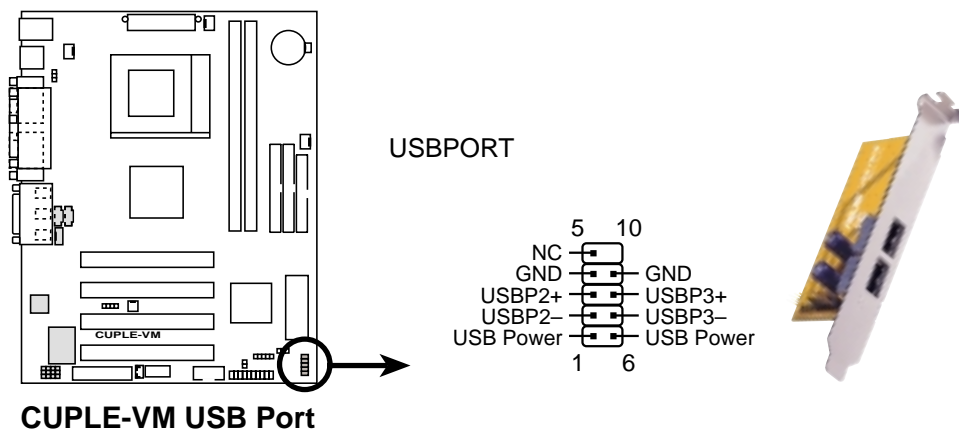 USBPORT
5 10
NC
GND GND
USBP2+ USBP3+
USBP2– USBP3–
USB Power USB Power
1 6
CUPLE-VM
CUPLE-VM USB Port